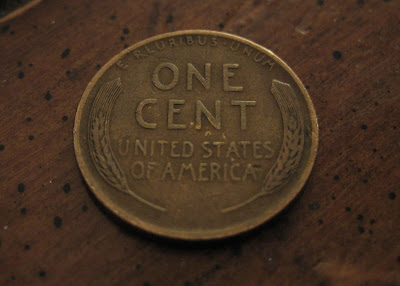 E·PLURIBUS·UNUM
ONE
CENT
UNITED STATES
OF AMERICA